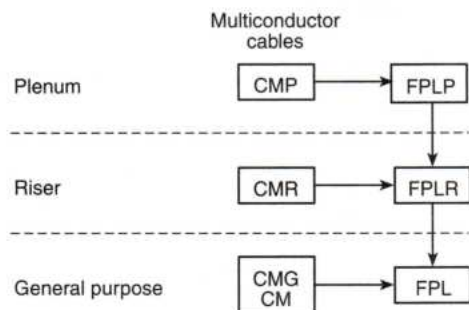 Multiconductor
cables
Plenum
CMP
FPLP
Riser
CMR
FPLR
General purpose
CMG
CM
FPL